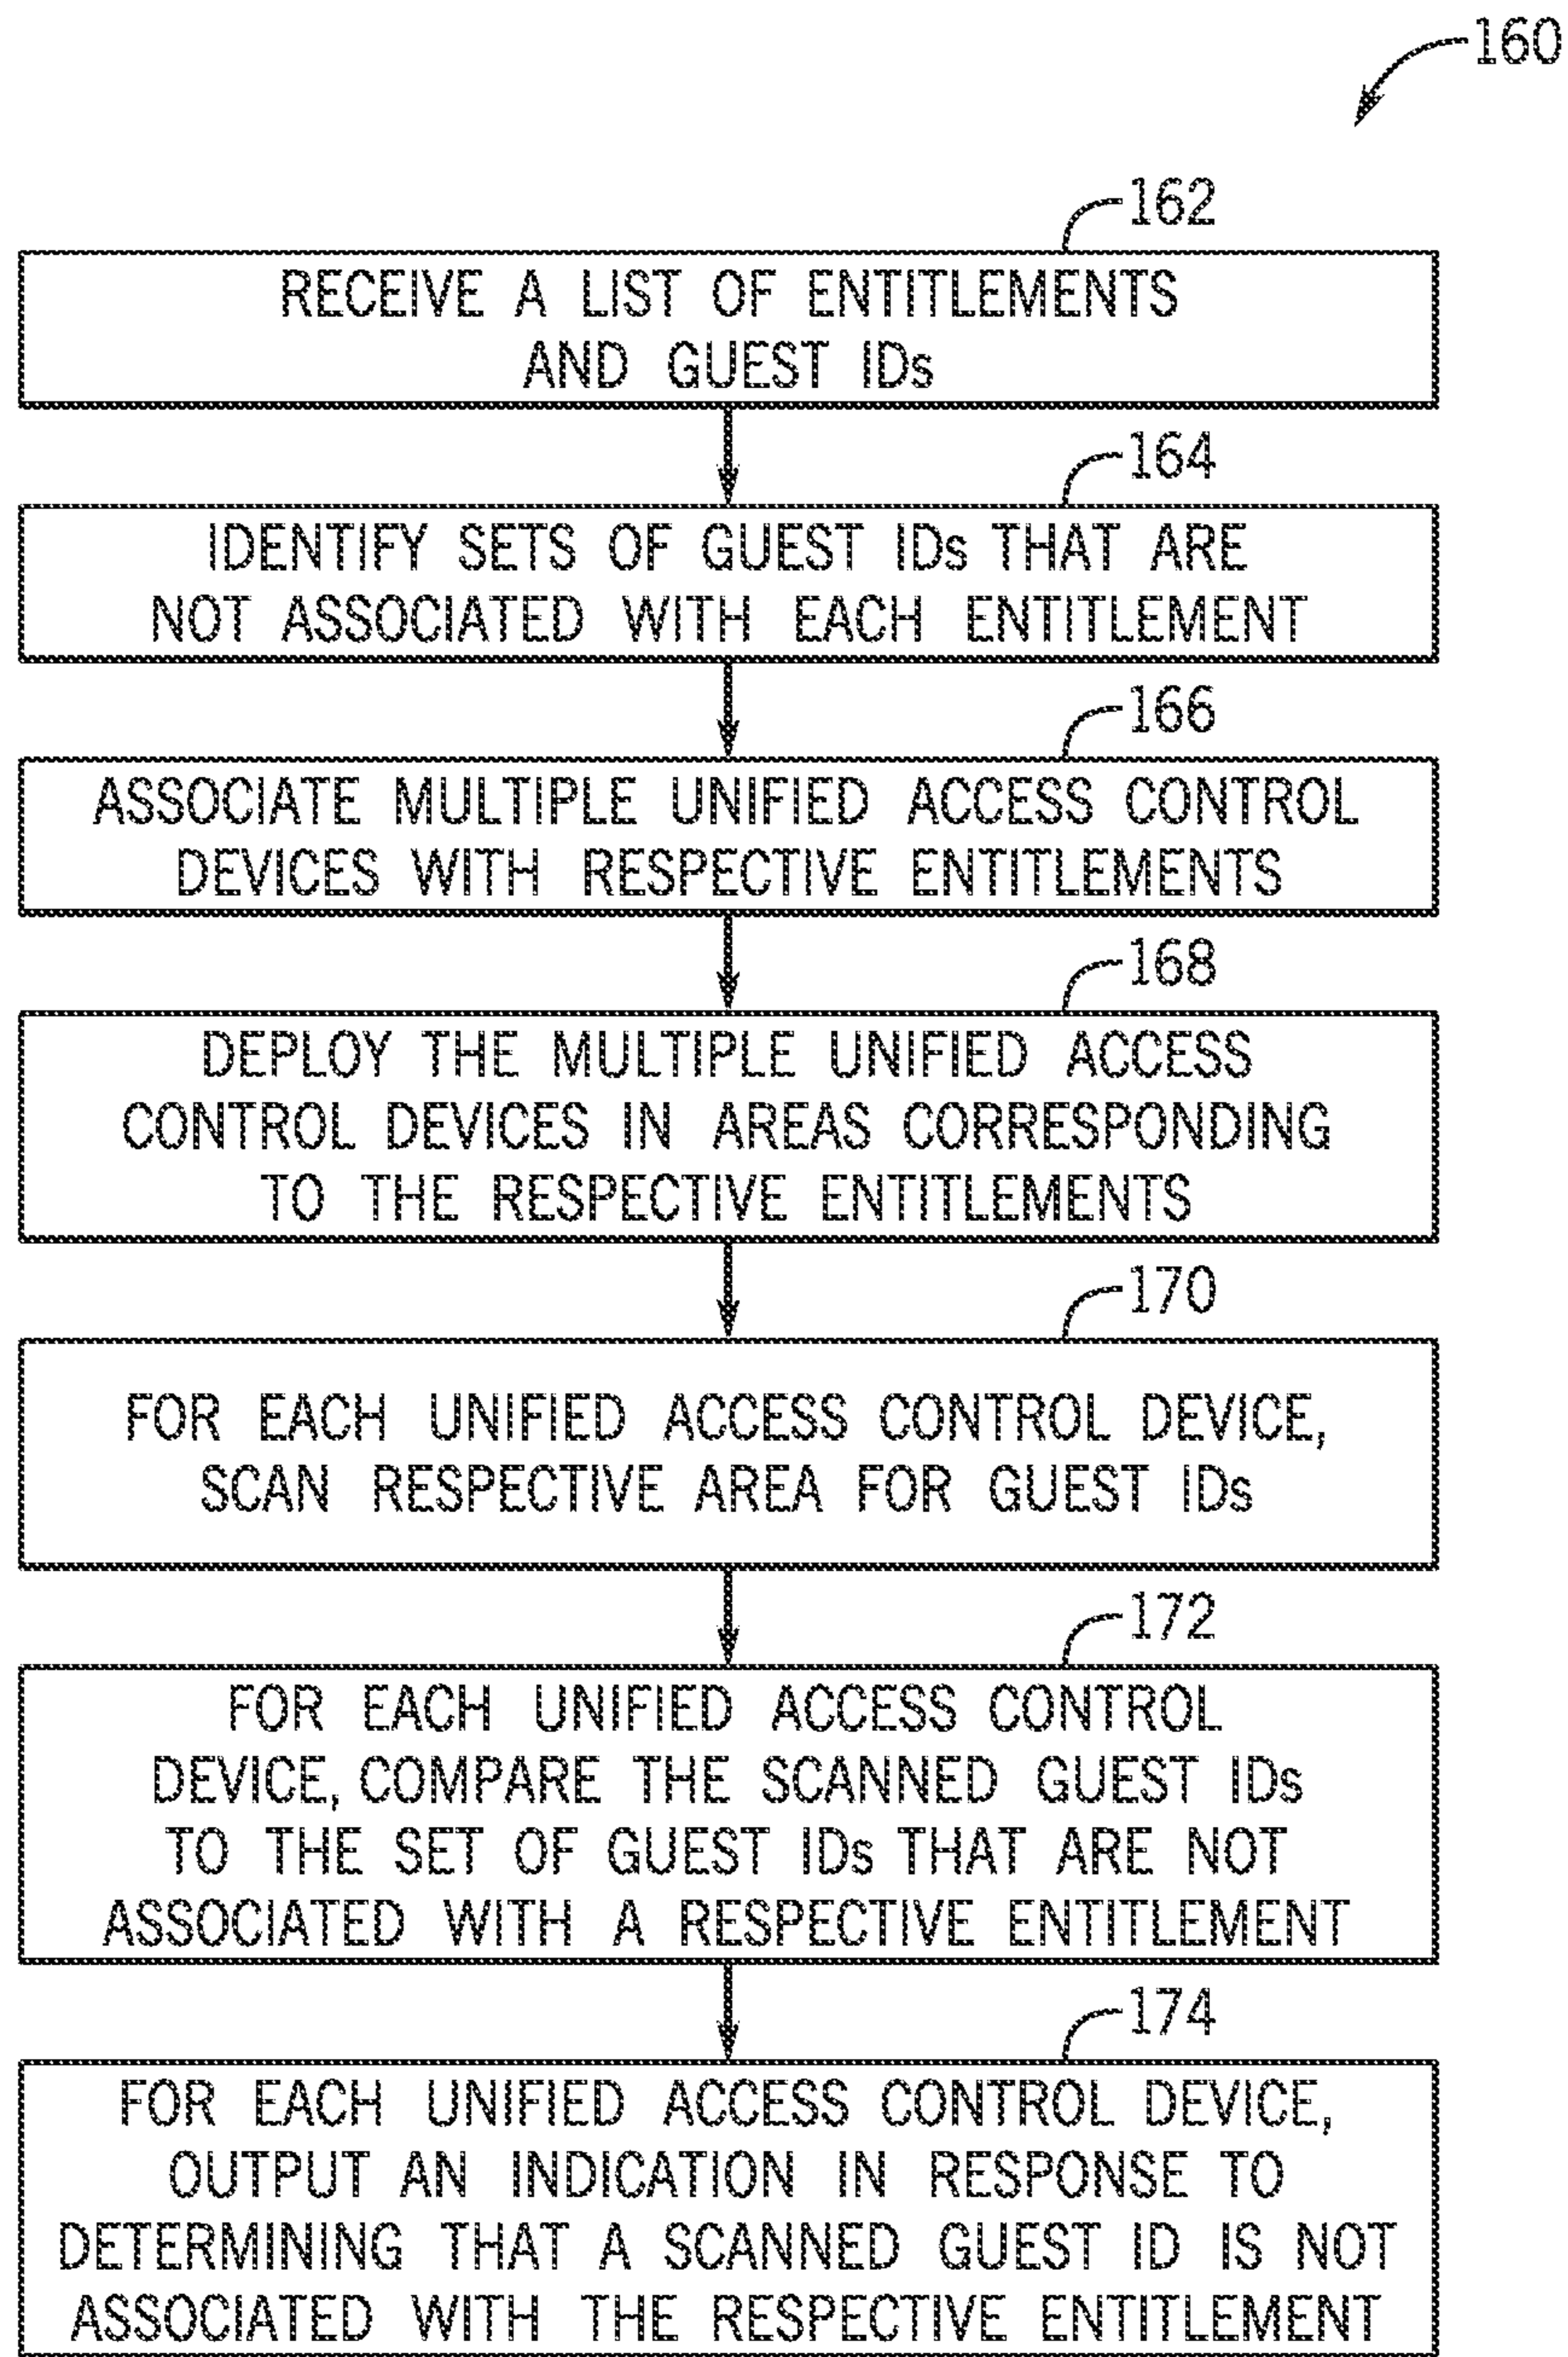 160
162
RECEIVE A LIST OF ENTITLEMENTS
AND GUEST IDs
164
IDENTIFY SETS OF GUEST IDs THAT ARE
NOT ASSOCIATED WITH EACH ENTITLEMENT
166
ASSOCIATE MULTIPLE UNIFIED ACCESS CONTROL
DEVICES WITH RESPECTIVE ENTITLEMENTS
168
DEPLOY THE MULTIPLE UNIFIED ACCESS
CONTROL DEVICES IN AREAS CORRESPONDING
TO THE RESPECTIVE ENTITLEMENTS
170
FOR EACH UNIFIED ACCESS CONTROL DEVICE,
SCAN RESPECTIVE AREA FOR GUEST IDs
172
FOR EACH UNIFIED ACCESS CONTROL
DEVICE, COMPARE THE SCANNED GUEST IDs
TO THE SET OF GUEST IDs THAT ARE NOT
ASSOCIATED WITH A RESPECTIVE ENTITLEMENT
174
FOR EACH UNIFIED ACCESS CONTROL DEVICE,
OUTPUT AN INDICATION IN RESPONSE TO
DETERMINING THAT A SCANNED GUEST ID IS NOT
ASSOCIATED WITH THE RESPECTIVE ENTITLEMENT